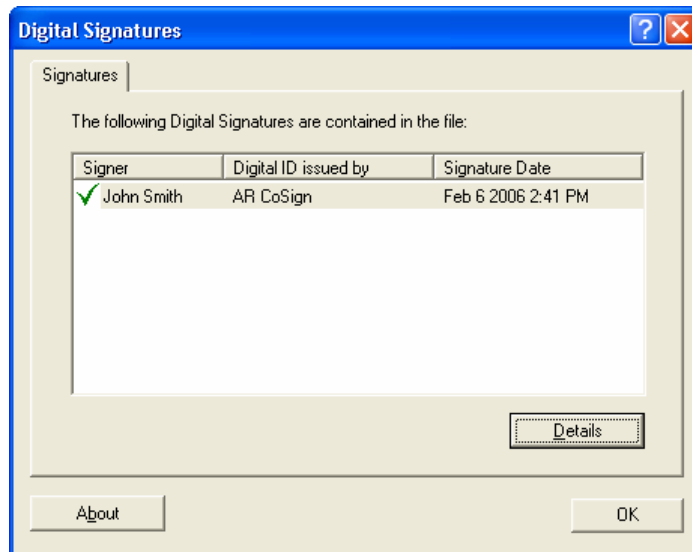 Digital Signatures
Signatures
The following Digital Signatures are contained in the file:
Signer Digital ID issued by Signature Date
John Smith AR CoSign Feb 6 2006 2:41 PM
Details
About OK